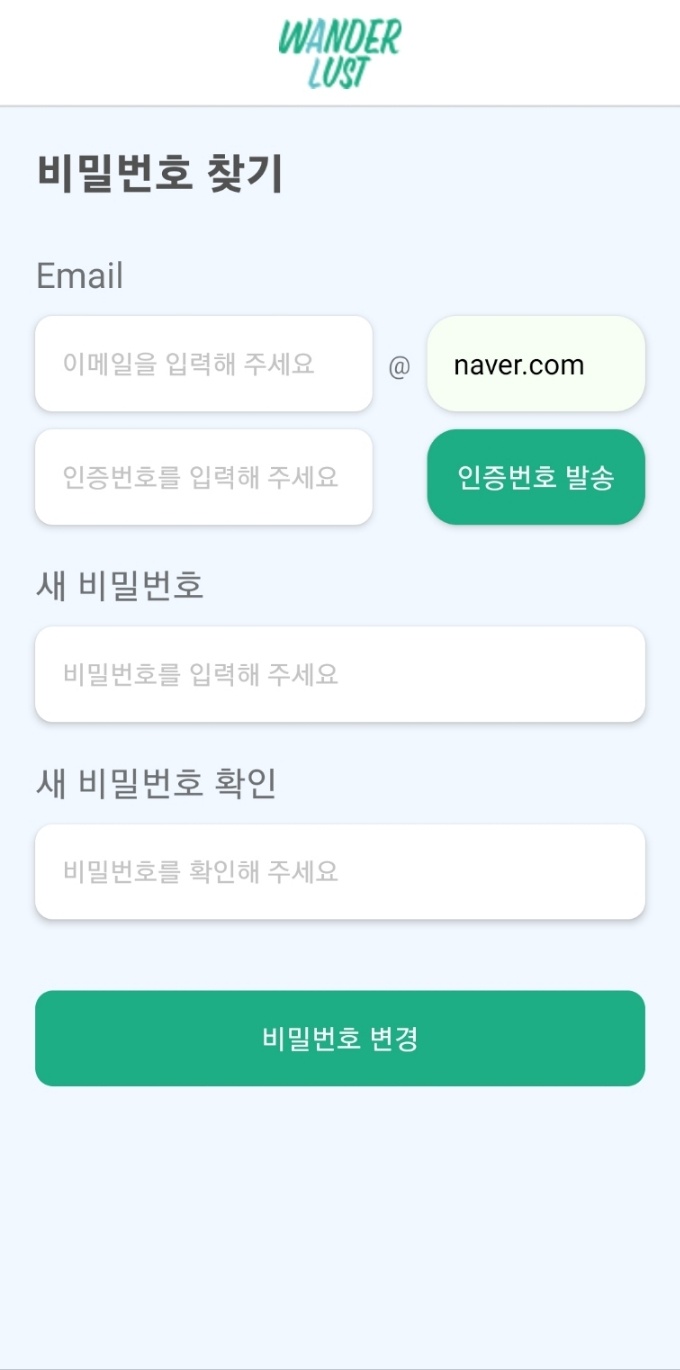 WANDER
LUST
비밀번호 찾기
Email
이메일을 입력해 주세요 @ naver.com
인증번호를 입력해 주세요 인증번호 발송
새 비밀번호
비밀번호를 입력해 주세요
새 비밀번호 확인
비밀번호를 확인해 주세요
비밀번호 변경